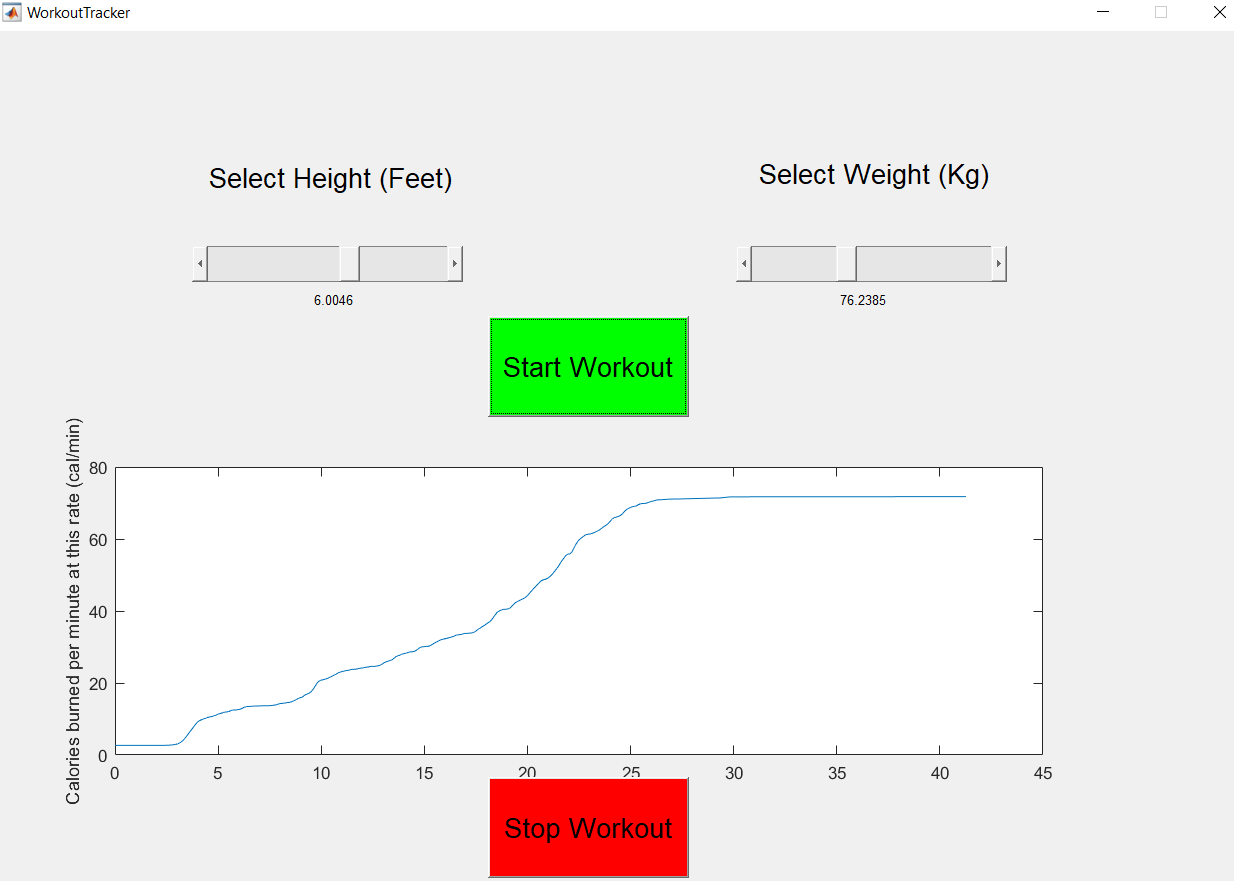 WorkoutTracker
Select Height (Feet)
Select Weight (Kg)
6.0046
76.2385
Start Workout
Calories burned per minute at this rate (cal/min)
80
60
40
20
0
0 5 10 15 20 25 30 35 40 45
Stop Workout